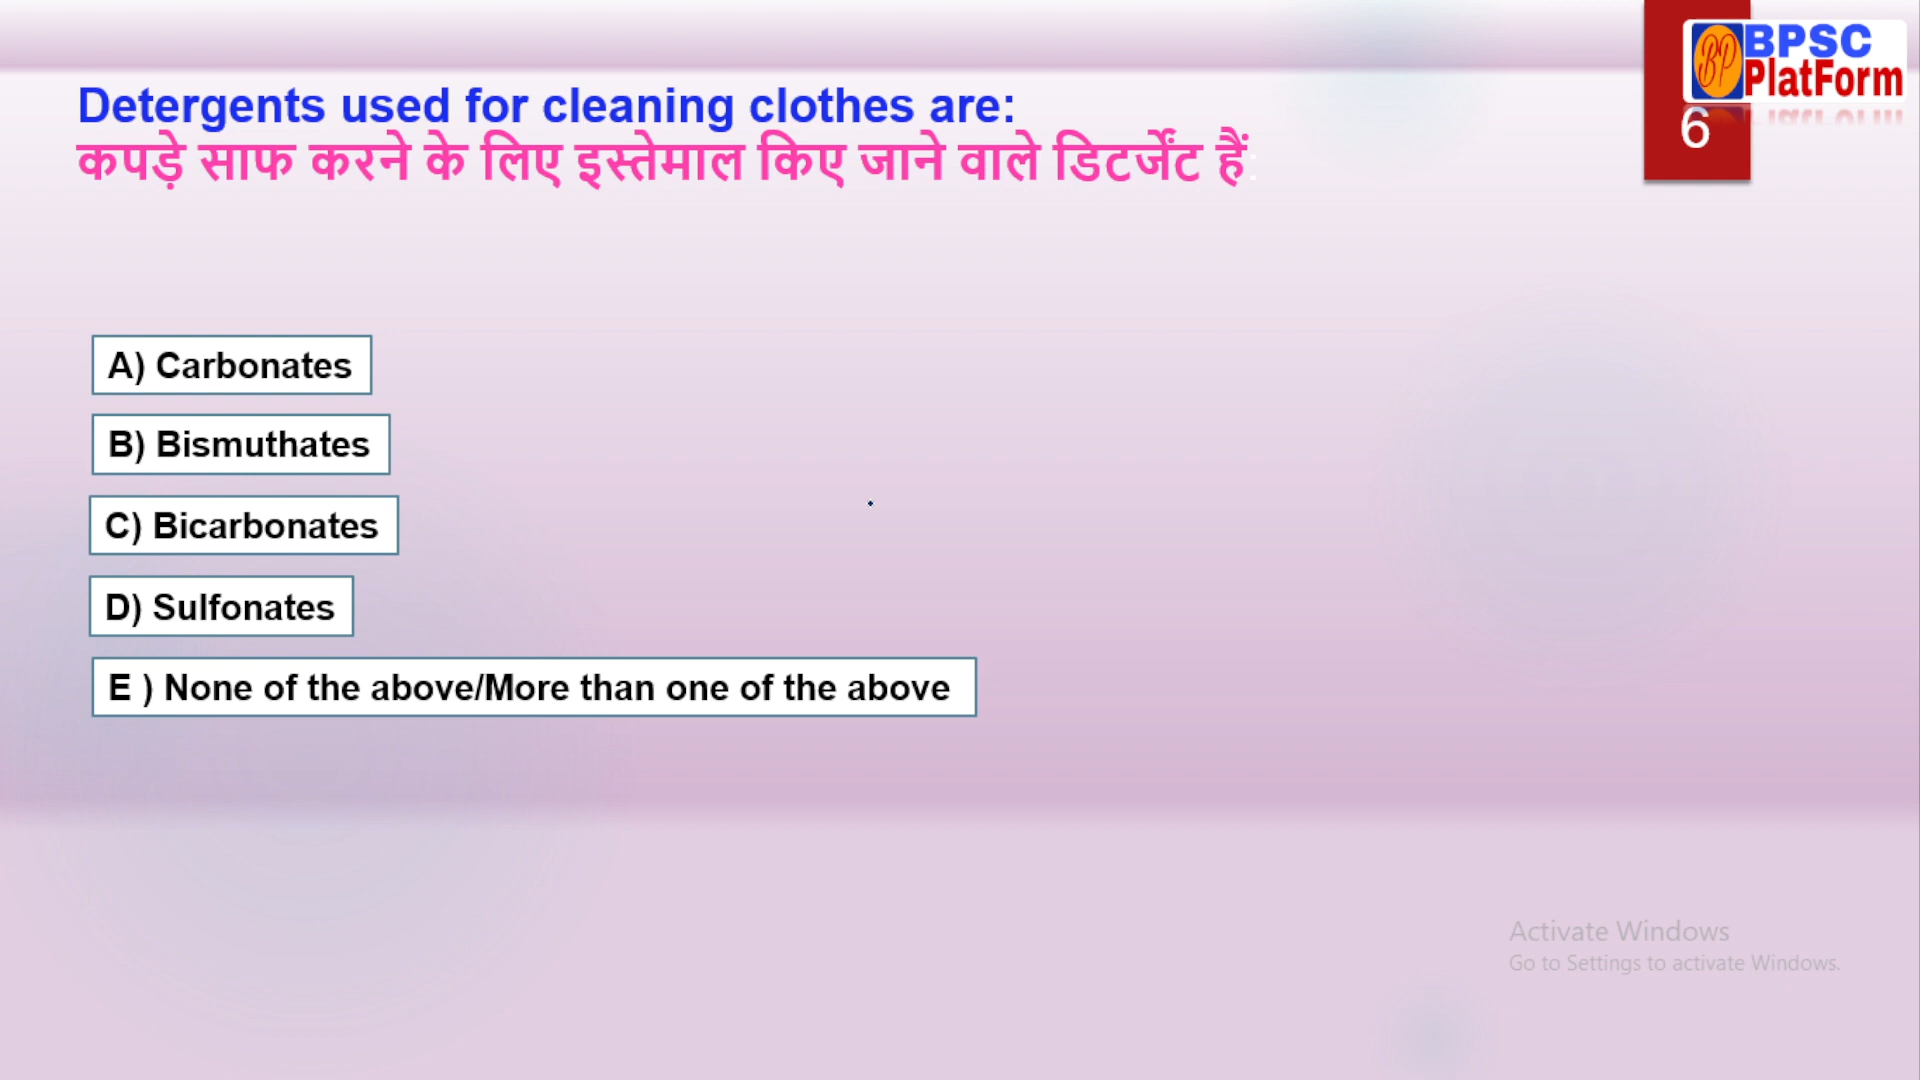 BPSC
PlatForm
6
Detergents used for cleaning clothes are:
कपड़े साफ करने के लिए इस्तेमाल किए जाने वाले डिटर्जेंट हैं:
A) Carbonates
B) Bismuthates
C) Bicarbonates
D) Sulfonates
E ) None of the above/More than one of the above
Activate Windows
Go to Settings to activate Windows.